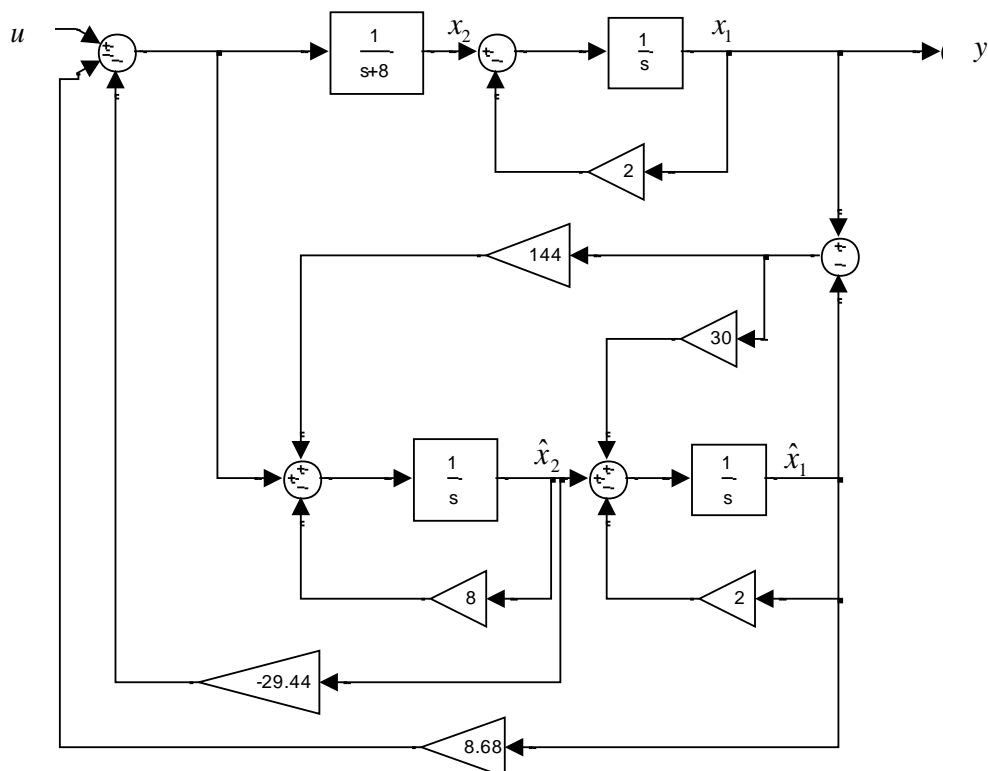 u
+
-
-
1
s+8
x₂
+
-
1
s
x₁
y
2
144
+
-
30
+
+
-
1
s
x̂₂
+
+
-
1
s
x̂₁
8
2
-29.44
8.68